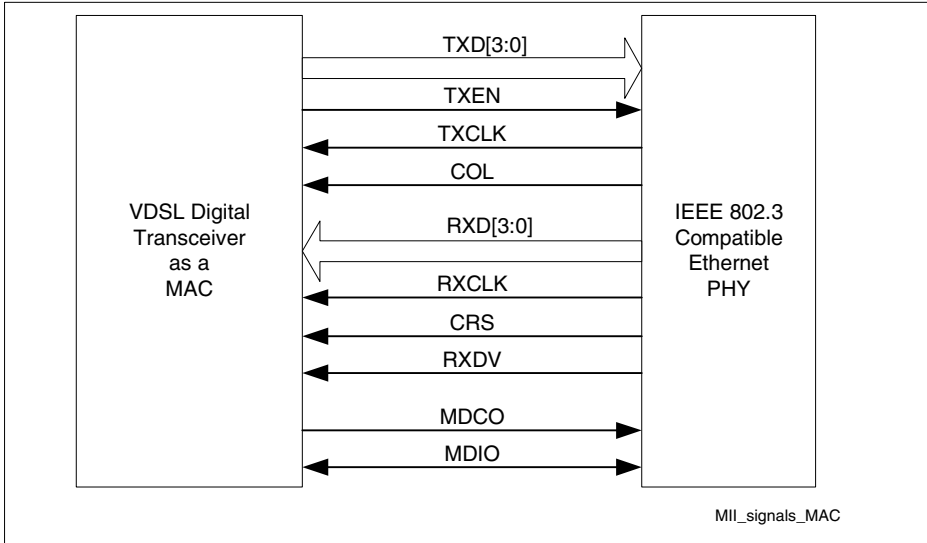 TXD[3:0]
TXEN
TXCLK
COL
VDSL Digital
Transceiver
as a
MAC
RXD[3:0]
IEEE 802.3
Compatible
Ethernet
PHY
RXCLK
CRS
RXDV
MDCO
MDIO
MII_signals_MAC